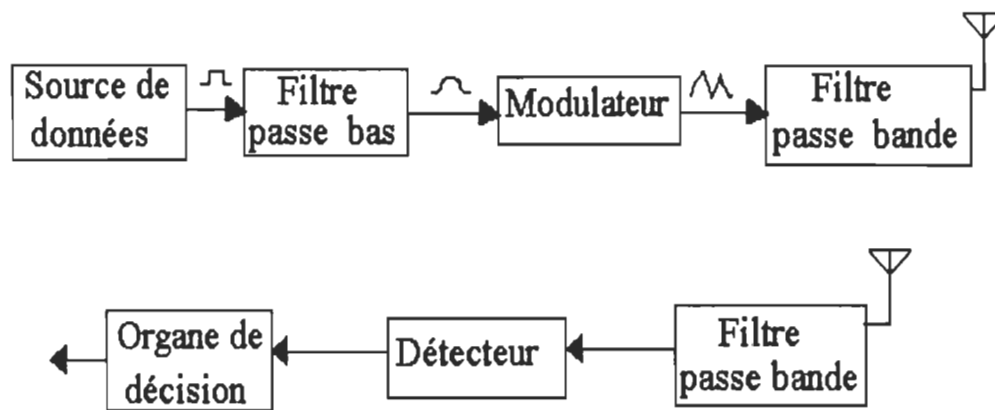 Source de
données
Filtre
passe bas
Modulateur
Filtre
passe bande
Organe de
décision
Détecteur
Filtre
passe bande